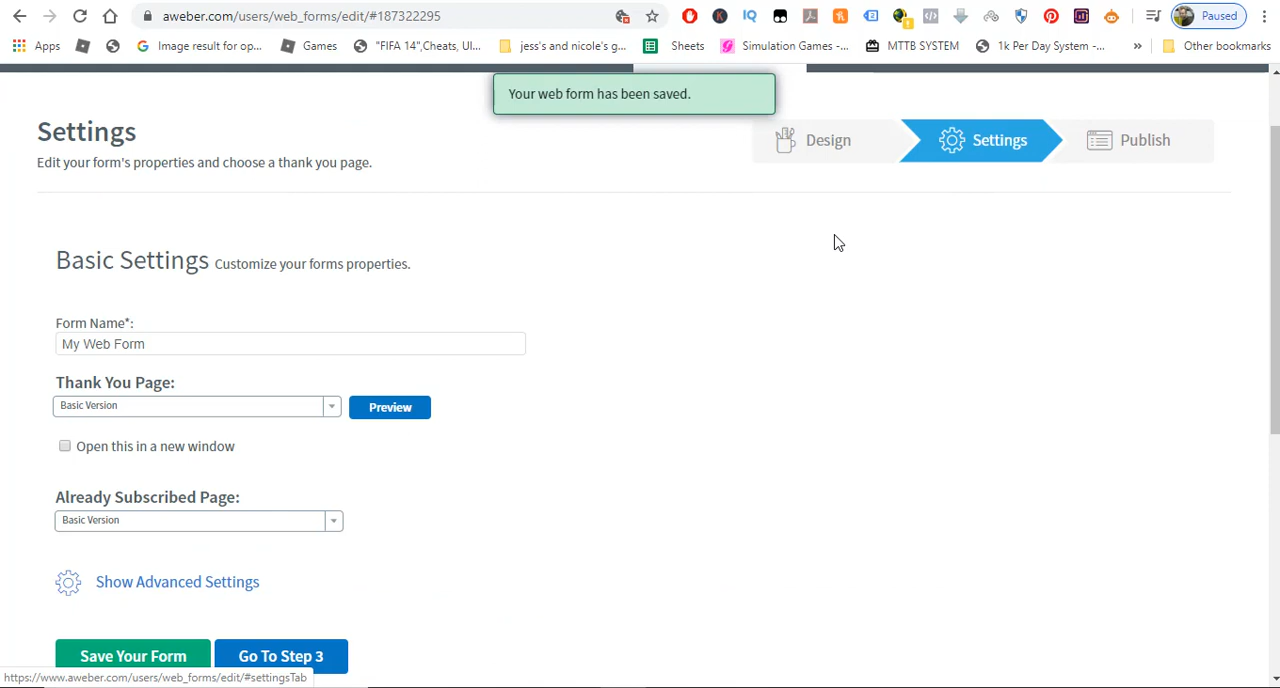 aweber.com/users/web_forms/edit/#187322295
Paused
Apps
Image result for op...
Games
"FIFA 14",Cheats, Ul...
jess's and nicole's g...
Sheets
Simulation Games -...
MTTB SYSTEM
1k Per Day System -...
»
Other bookmarks
Your web form has been saved.
Settings
Edit your form's properties and choose a thank you page.
Design
Settings
Publish
Basic Settings Customize your forms properties.
Form Name*:
My Web Form
Thank You Page:
Basic Version
Preview
Open this in a new window
Already Subscribed Page:
Basic Version
Show Advanced Settings
Save Your Form
Go To Step 3
https://www.aweber.com/users/web_forms/edit/#settingsTab